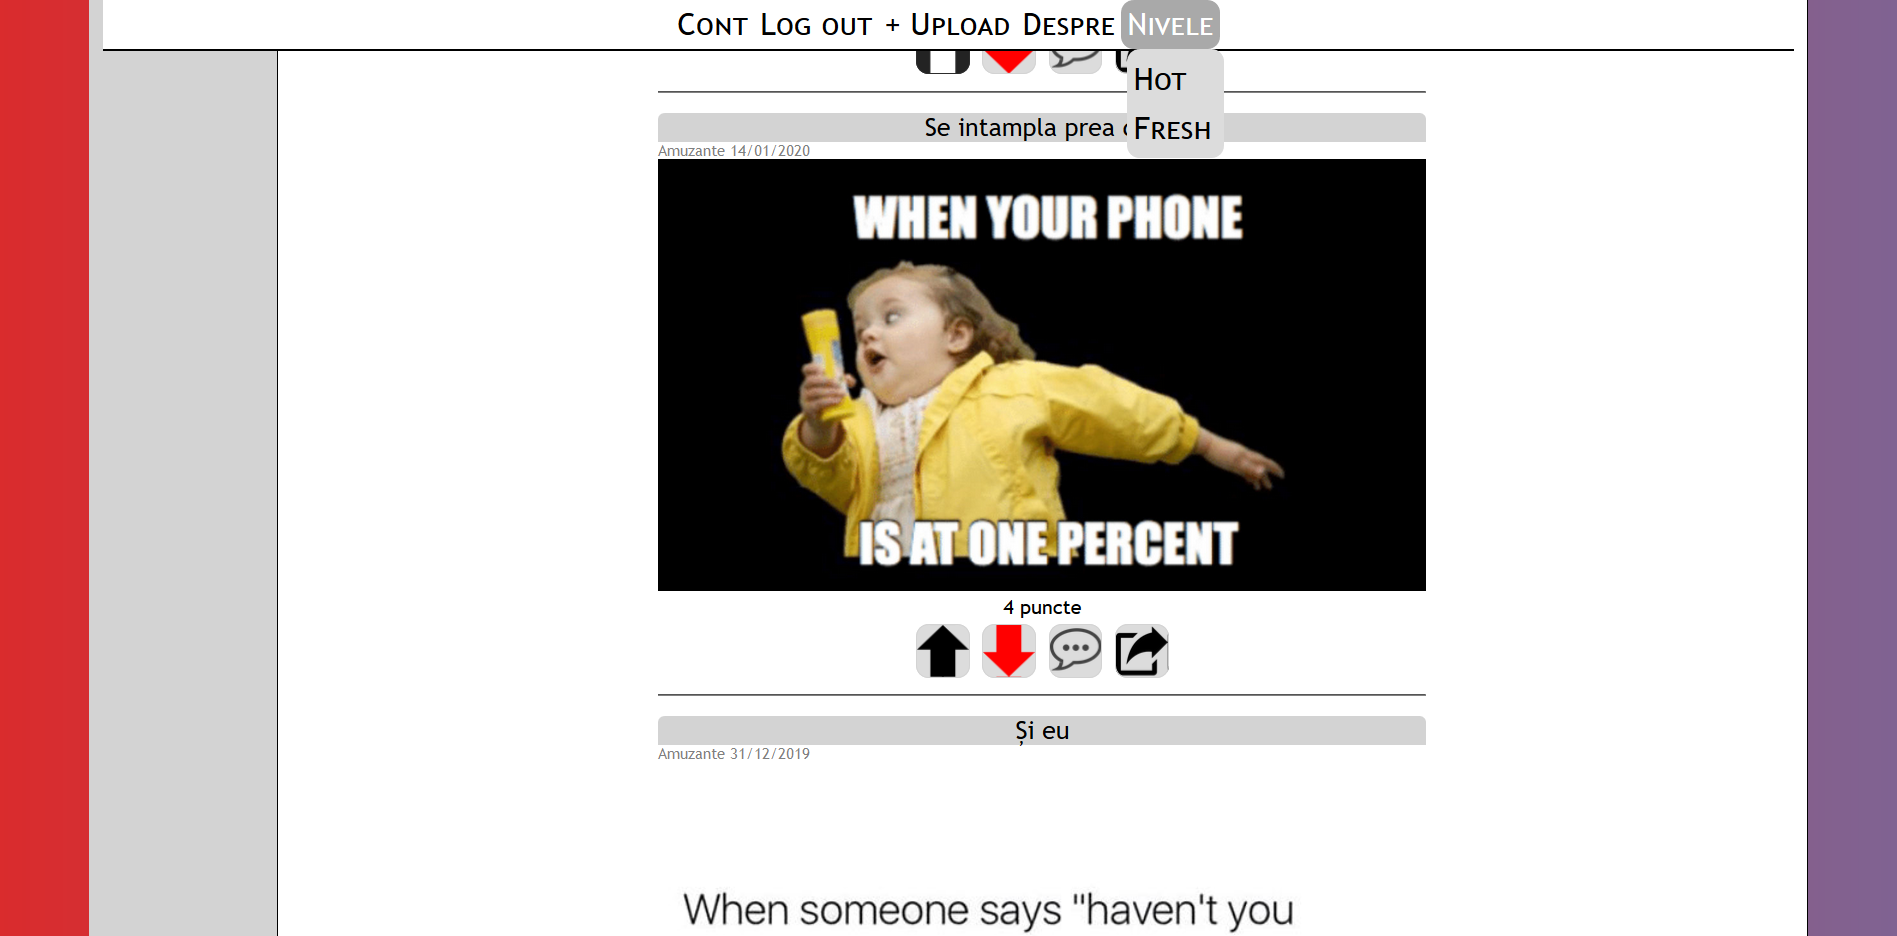 Cont Log out + Upload Despre Nivele
Hot
Fresh
Se intampla prea
Amuzante 14/01/2020
WHEN YOUR PHONE
IS AT ONE PERCENT
4 puncte
Și eu
Amuzante 31/12/2019
When someone says "haven't you